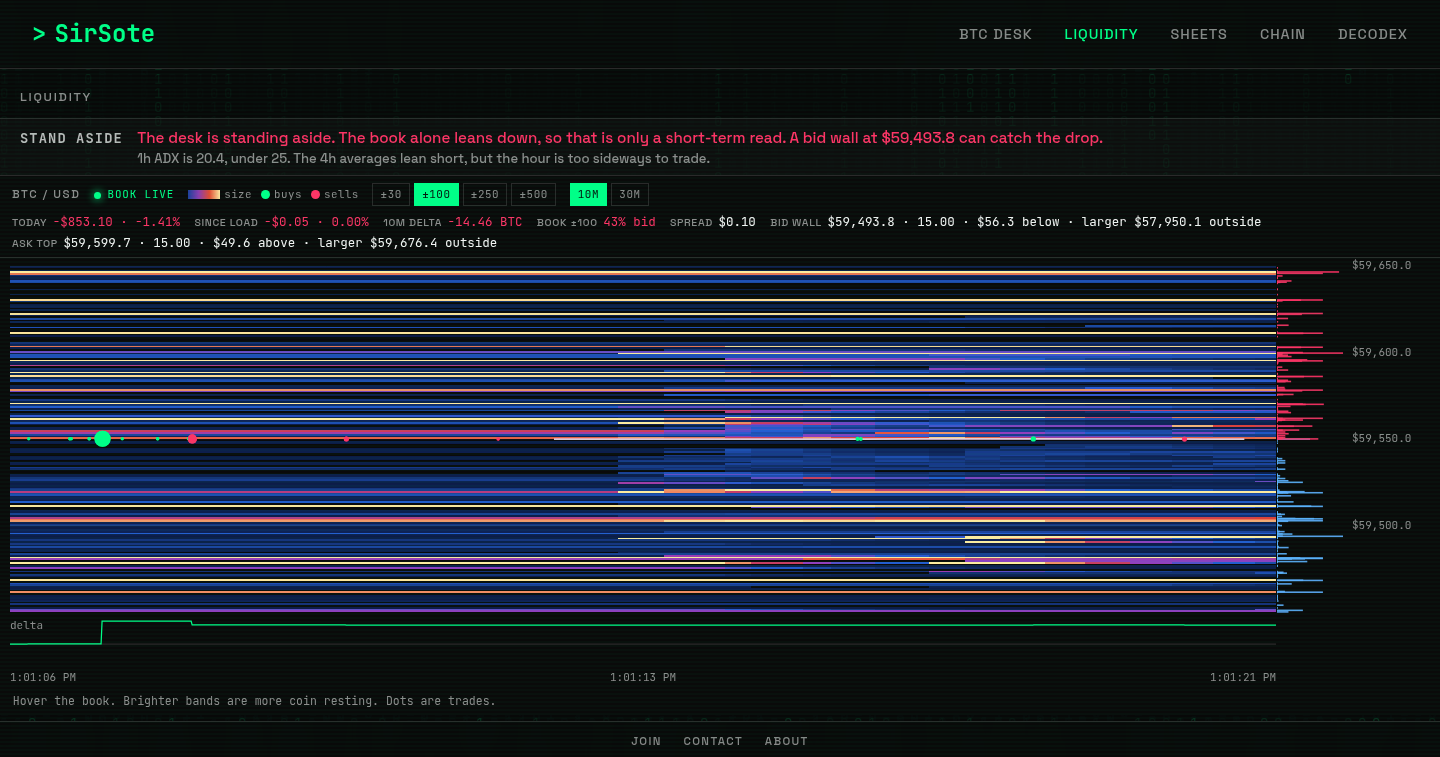 > SirSote
BTC DESK LIQUIDITY SHEETS CHAIN DECODEX
LIQUIDITY
STAND ASIDE The desk is standing aside. The book alone leans down, so that is only a short-term read. A bid wall at $59,493.8 can catch the drop.
1h ADX is 20.4, under 25. The 4h averages lean short, but the hour is too sideways to trade.
BTC / USD BOOK LIVE size buys sells ±30 ±100 ±250 ±500 10M 30M
TODAY -$853.10 · -1.41% SINCE LOAD -$0.05 · 0.00% 10M DELTA -14.46 BTC BOOK ±100 43% bid SPREAD $0.10 BID WALL $59,493.8 · 15.00 · $56.3 below · larger $57,950.1 outside
ASK TOP $59,599.7 · 15.00 · $49.6 above · larger $59,676.4 outside
$59,650.0
$59,600.0
$59,550.0
$59,500.0
delta
1:01:06 PM 1:01:13 PM 1:01:21 PM
Hover the book. Brighter bands are more coin resting. Dots are trades.
JOIN CONTACT ABOUT